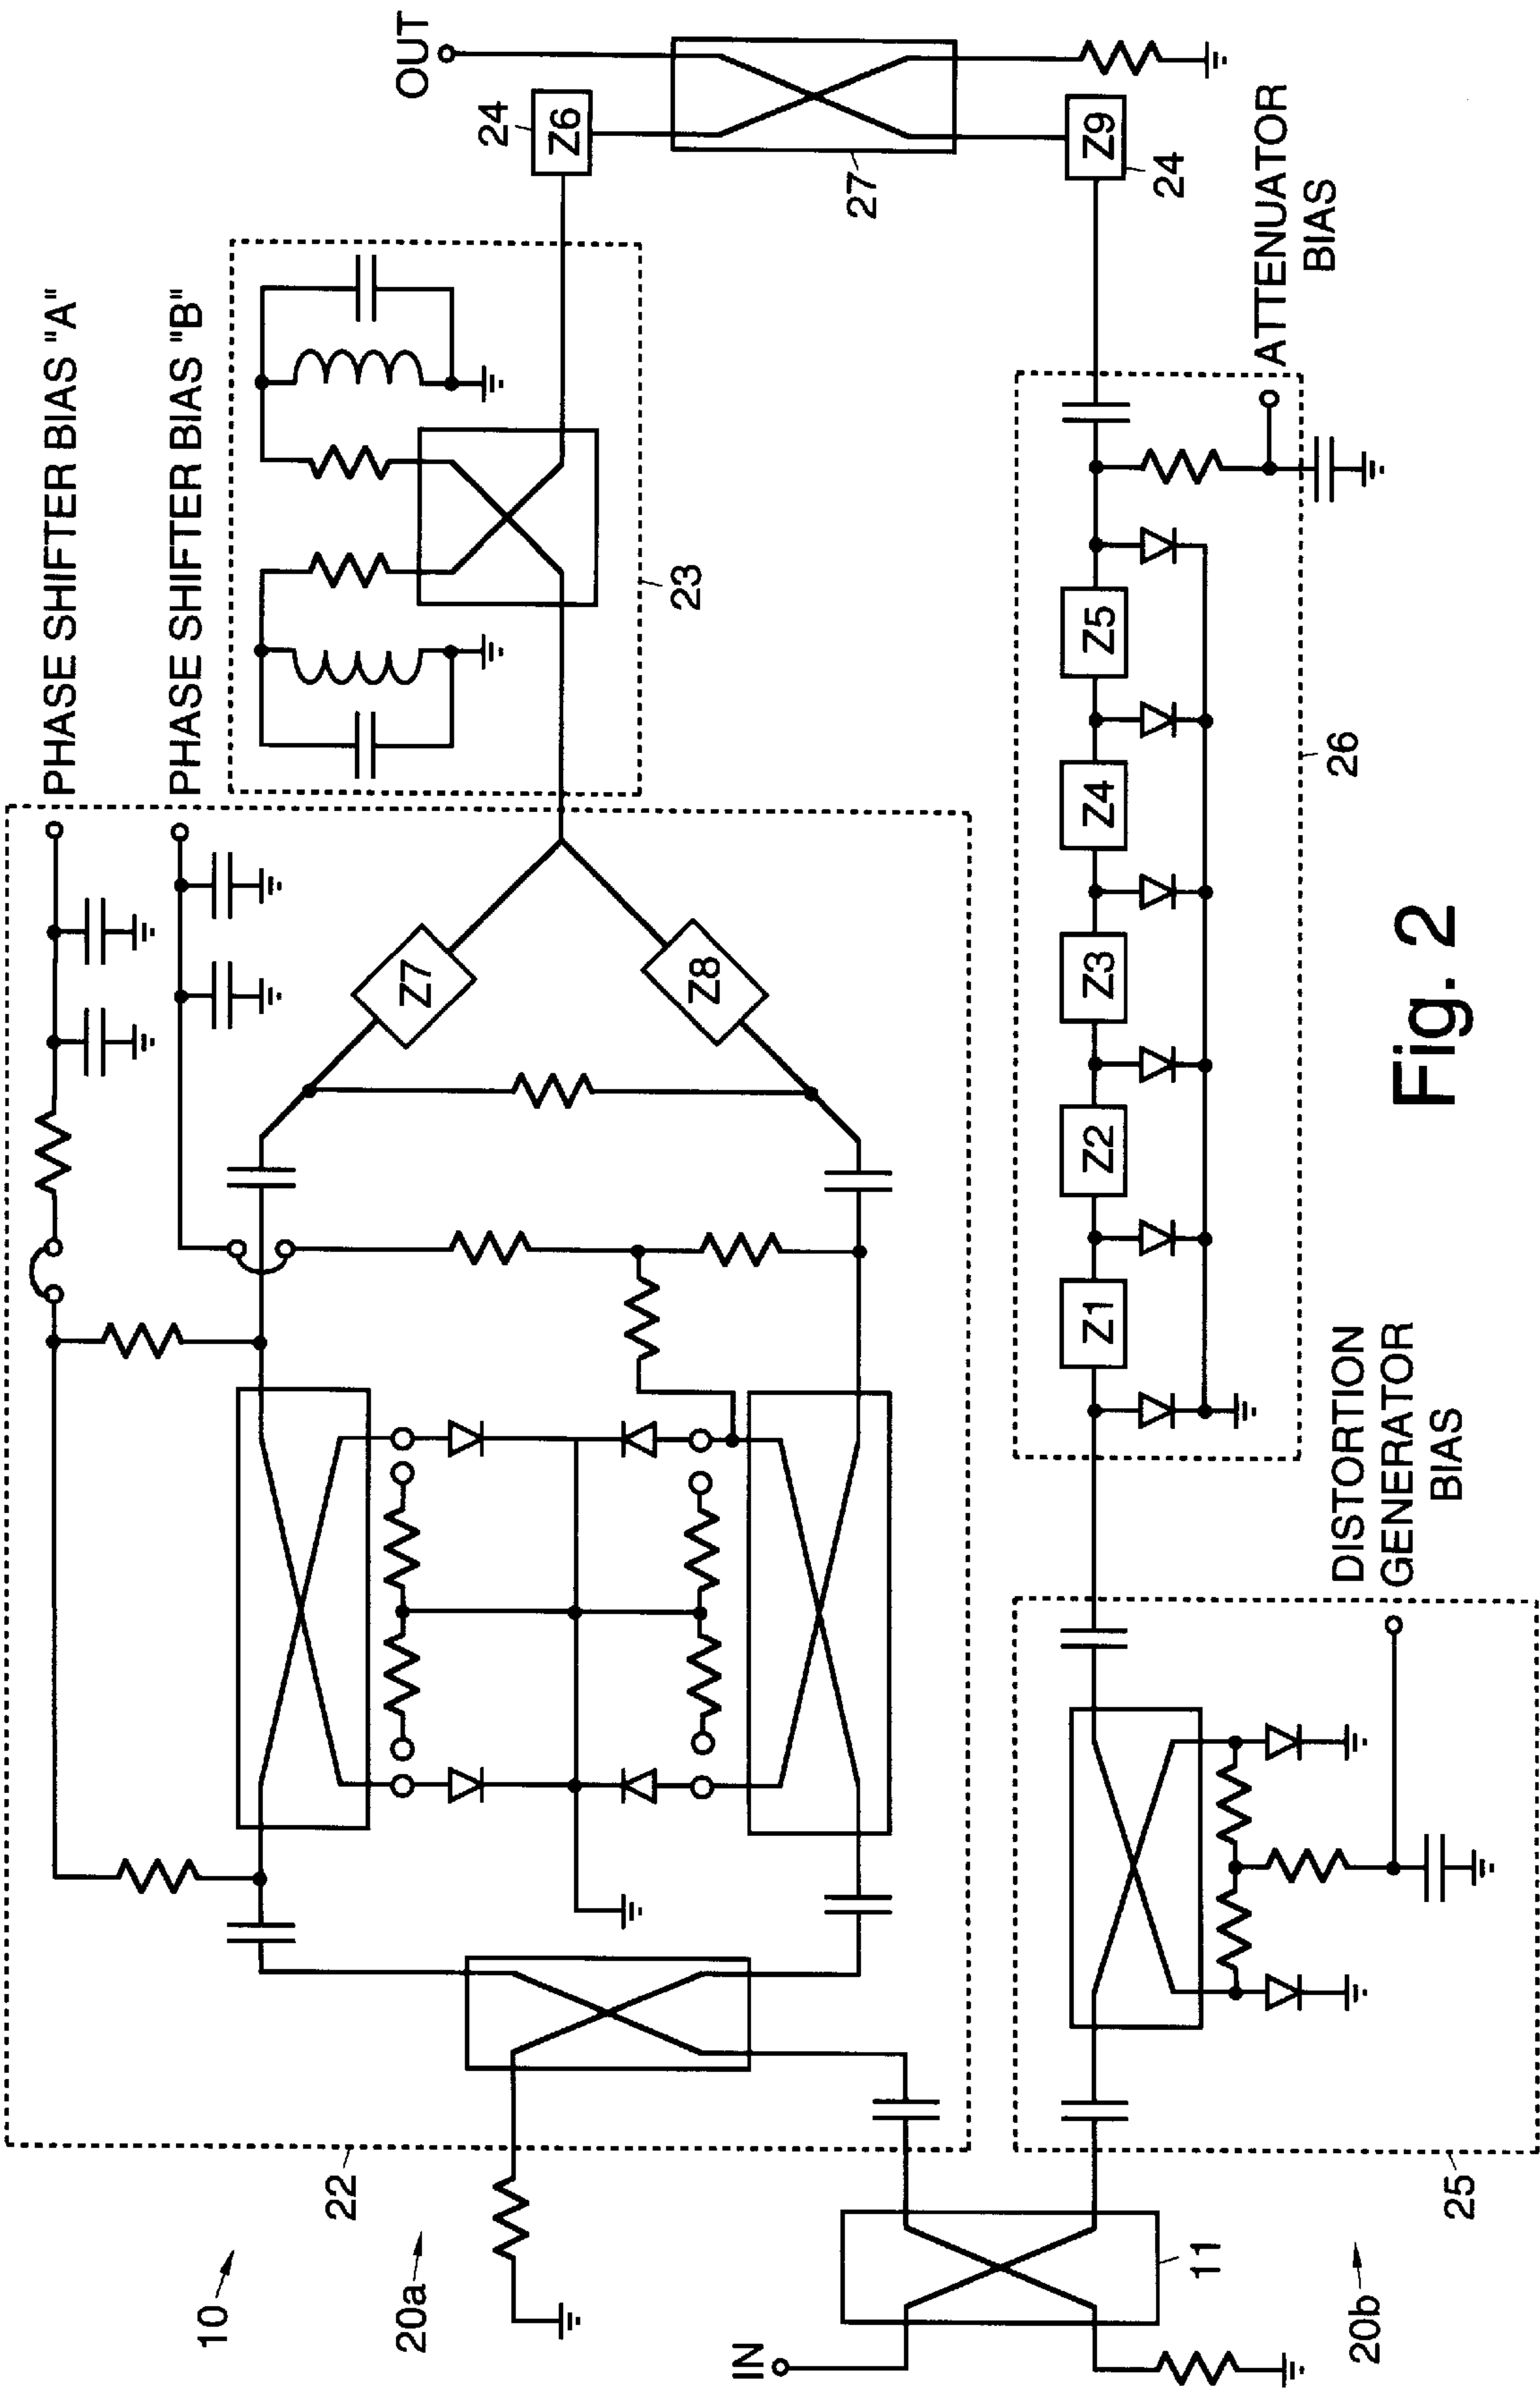 PHASE SHIFTER BIAS "A"
PHASE SHIFTER BIAS "B"
10
22
20a
Z7
Z8
23
24
Z6
OUT
27
IN
11
20b
25
DISTORTION
GENERATOR
BIAS
Z1
Z2
Z3
Z4
Z5
26
ATTENUATOR
BIAS
Z9
24
Fig. 2